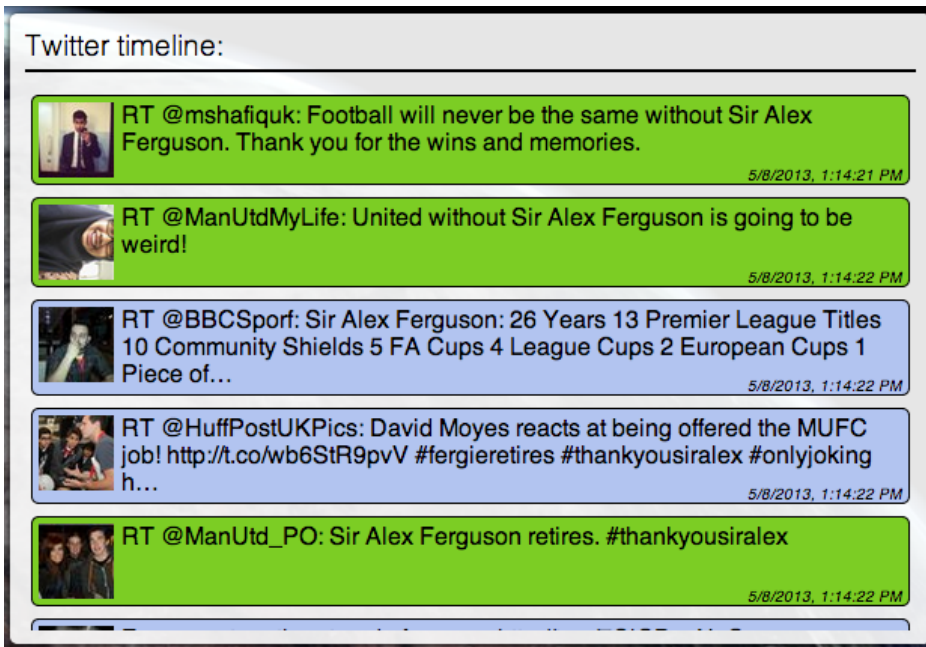 Twitter timeline:
RT @mshafiquk: Football will never be the same without Sir Alex
Ferguson. Thank you for the wins and memories.
5/8/2013, 1:14:21 PM
RT @ManUtdMyLife: United without Sir Alex Ferguson is going to be
weird!
5/8/2013, 1:14:22 PM
RT @BBCSporf: Sir Alex Ferguson: 26 Years 13 Premier League Titles
10 Community Shields 5 FA Cups 4 League Cups 2 European Cups 1
Piece of…
5/8/2013, 1:14:22 PM
RT @HuffPostUKPics: David Moyes reacts at being offered the MUFC
job! http://t.co/wb6StR9pvV #fergieretires #thankyousiralex #onlyjoking
h…
5/8/2013, 1:14:22 PM
RT @ManUtd_PO: Sir Alex Ferguson retires. #thankyousiralex
5/8/2013, 1:14:22 PM